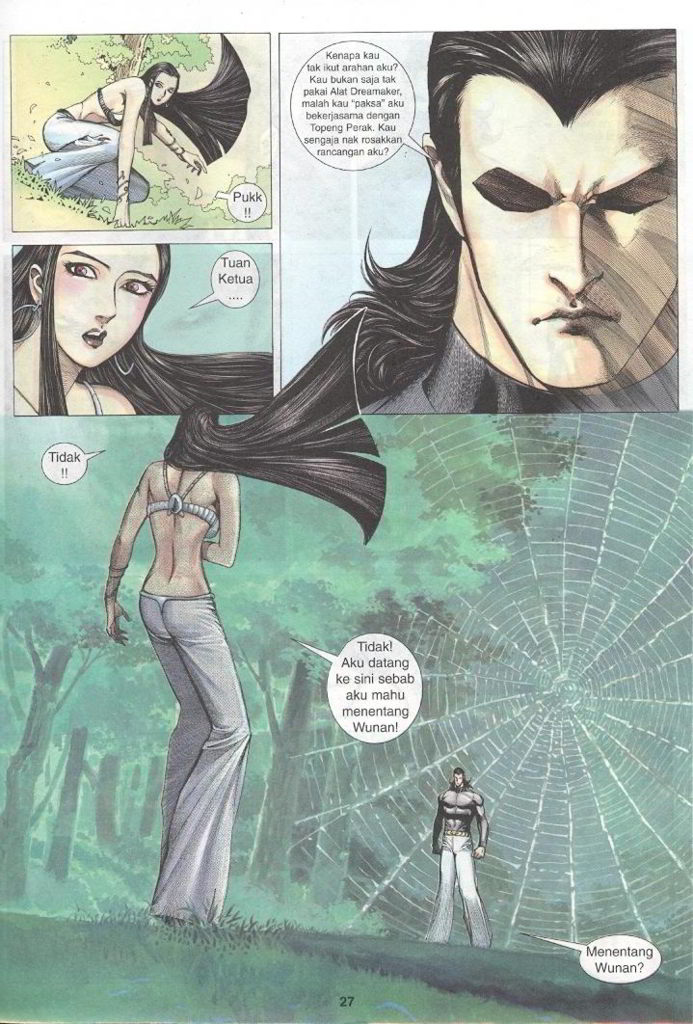 Pukk
!!
Kenapa kau
tak ikut arahan aku?
Kau bukan saja tak
pakai Alat Dreamaker,
malah kau "paksa" aku
bekerjasama dengan
Topeng Perak. Kau
sengaja nak rosakkan
rancangan aku?
Tuan
Ketua
....
Tidak
!!
Tidak!
Aku datang
ke sini sebab
aku mahu
menentang
Wunan!
Menentang
Wunan?
27